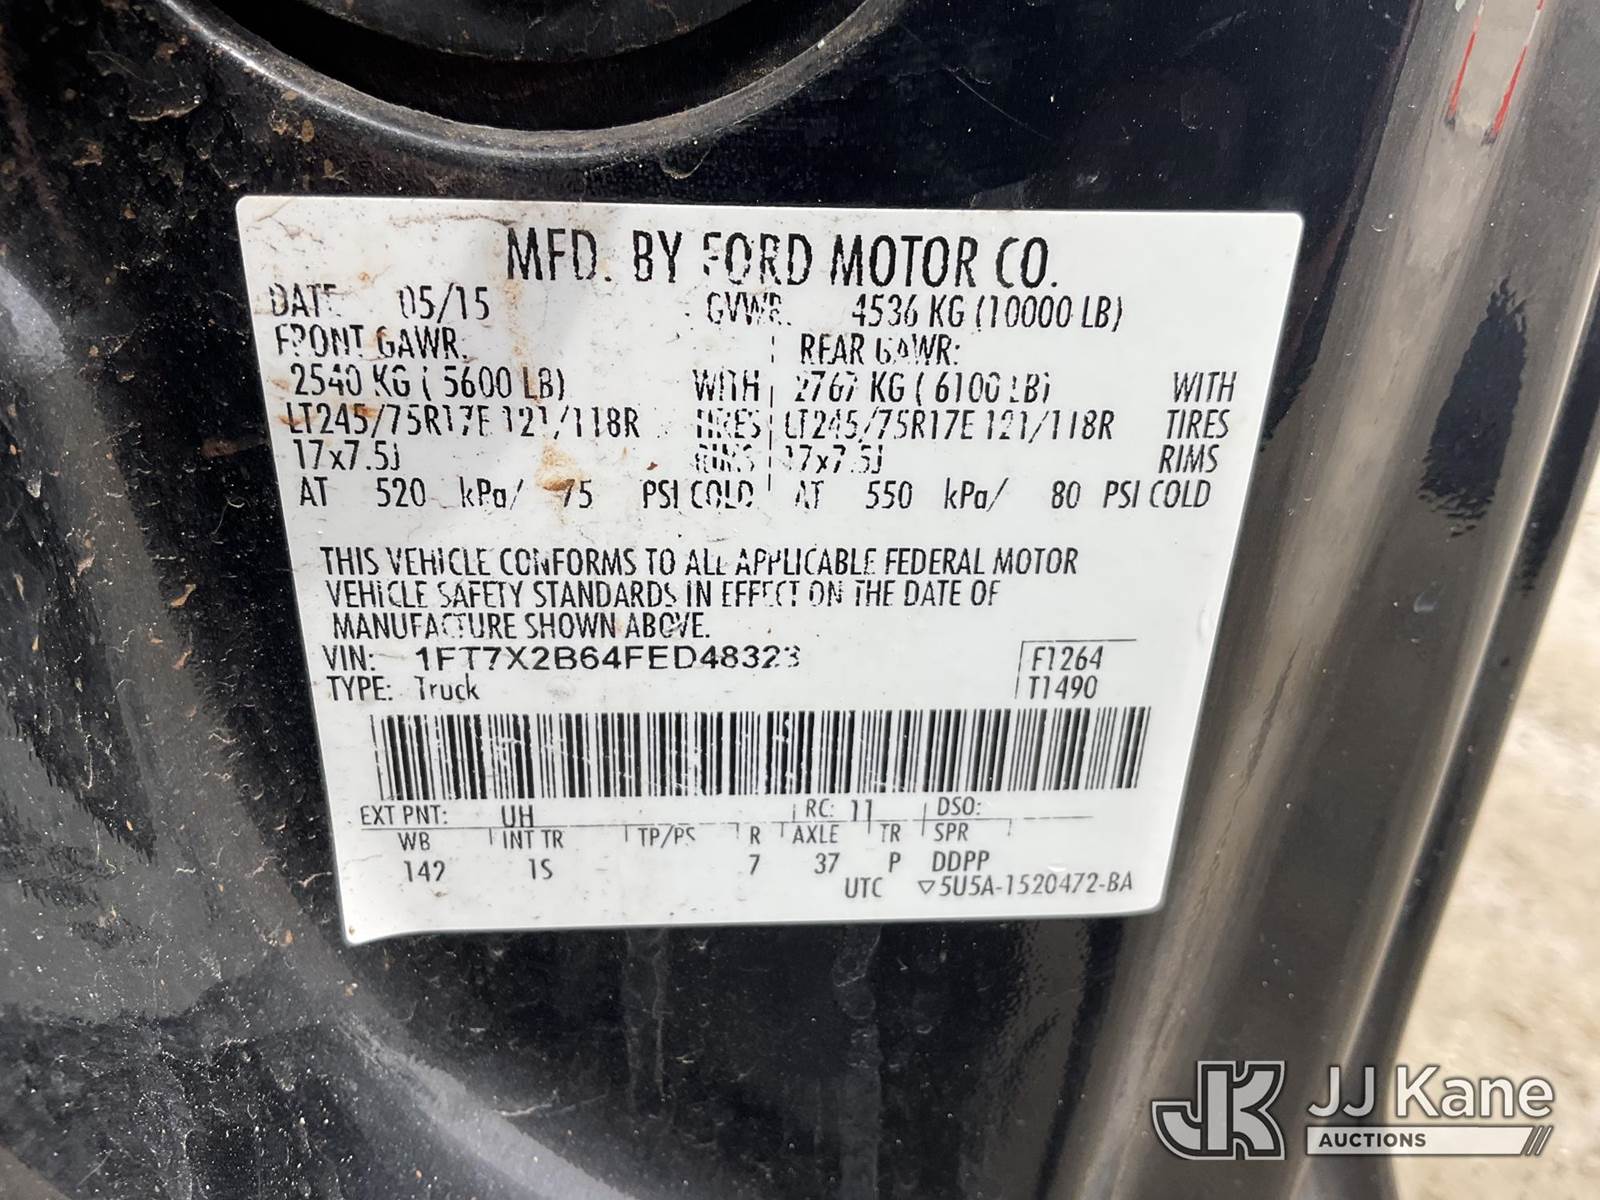 MFD. BY FORD MOTOR CO.
DATE 05/15 GVWR. 4536 KG (10000 LB)
FRONT GAWR: REAR GAWR:
2540 KG ( 5600 LB) WITH 2767 KG ( 6100 LB) WITH
LT245/75R17E 121/118R TIRES LT245/75R17E 121/118R TIRES
17x7.5J RIMS 17x7.5J RIMS
AT 520 kPa/ 75 PSI COLD AT 550 kPa/ 80 PSI COLD
THIS VEHICLE CONFORMS TO ALL APPLICABLE FEDERAL MOTOR
VEHICLE SAFETY STANDARDS IN EFFECT ON THE DATE OF
MANUFACTURE SHOWN ABOVE.
VIN: 1FT7X2B64FED48323 F1264
TYPE: Truck T1490
EXT PNT: UH RC: 11 DSO:
WB INT TR TP/PS R AXLE TR SPR
142 1S 7 37 P DDPP
UTC ▽5U5A-1520472-BA
JK JJ Kane
AUCTIONS